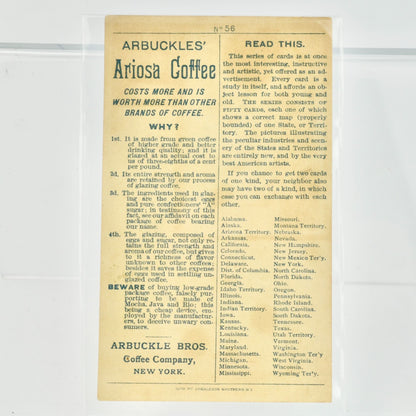 No 56
ARBUCKLES'
Ariosa Coffee
COSTS MORE AND IS
WORTH MORE THAN OTHER
BRANDS OF COFFEE.
WHY?
1st. It is made from green coffee
of higher grade and better
drinking quality; and it is
glazed at an actual cost to
us of three-eighths of a cent
per pound.
2d. Its entire strength and aroma
are retained by our process
of glazing coffee.
3d. The ingredients used in glaz-
ing are the choicest eggs
and pure confectioners' "A"
sugar; in testimony of this
fact, see our affidavit on each
package of coffee bearing
our name.
4th. The glazing, composed of
eggs and sugar, not only re-
tains the full strength and
aroma of our coffee, but gives
to it a richness of flavor
unknown to other coffees;
besides it saves the expense
of eggs used in settling un-
glazed coffee.
BEWARE of buying low-grade
package coffee, falsely pur-
porting to be made of
Mocha, Java and Rio; this
being a cheap device, em-
ployed by the manufactur-
ers, to deceive unwary con-
sumers.
ARBUCKLE BROS.
Coffee Company,
NEW YORK.
READ THIS.
This series of cards is at once
the most interesting, instructive
and artistic, yet offered as an ad-
vertisement. Every card is a
study in itself, and affords an ob-
ject lesson for both young and
old. THE SERIES CONSISTS OF
FIFTY CARDS, each one of which
shows a correct map (properly
bounded) of one State, or Terri-
tory. The pictures illustrating
the peculiar industries and scen-
ery of the States and Territories
are entirely new, and by the very
best American artists.
If you chance to get two cards
of one kind, your neighbor also
may have two of a kind, in which
case you can exchange with each
other.
Alabama. Missouri.
Alaska. Montana Territory.
Arizona Territory. Nebraska.
Arkansas. Nevada.
California. New Hampshire.
Colorado. New Jersey.
Connecticut. New Mexico Ter'y.
Delaware. New York.
Dist. of Columbia. North Carolina.
Florida. North Dakota.
Georgia. Ohio.
Idaho Territory. Oregon.
Illinois. Pennsylvania.
Indiana. Rhode Island.
Indian Territory. South Carolina.
Iowa. South Dakota.
Kansas. Tennessee.
Kentucky. Texas.
Louisiana. Utah Territory.
Maine. Vermont.
Maryland. Virginia.
Massachusetts. Washington Ter'y
Michigan. West Virginia.
Minnesota. Wisconsin.
Mississippi. Wyoming Ter'y.